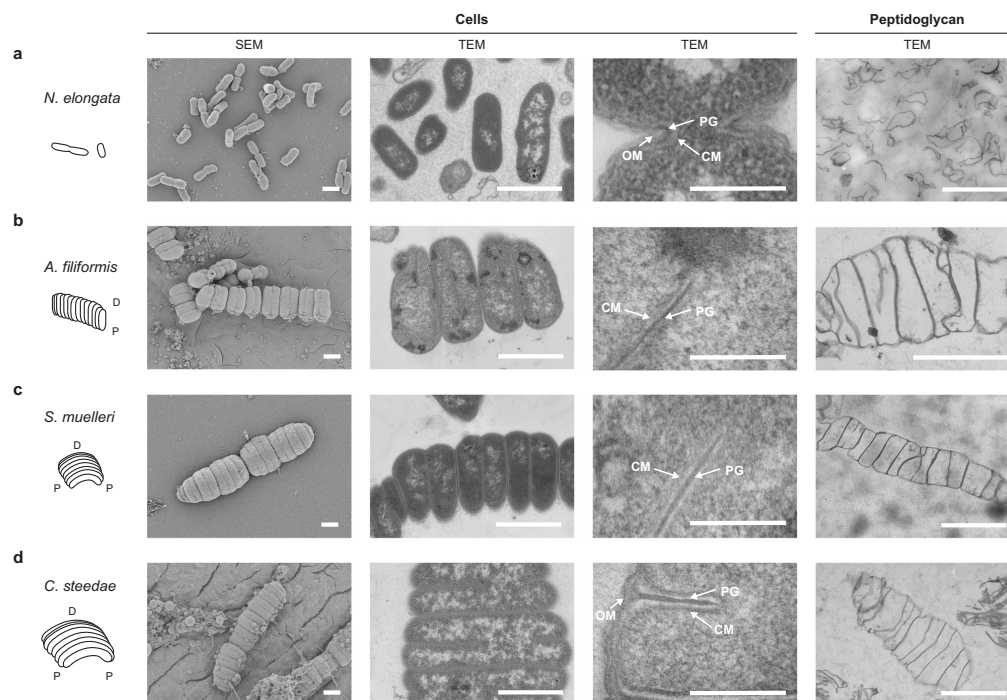 Cells
Peptidoglycan
SEM
TEM
TEM
TEM
a
N. elongata
PG
OM
CM
b
A. filiformis
D
P
CM
PG
c
S. muelleri
D
P
P
CM
PG
d
C. steedae
D
P
P
PG
OM
CM